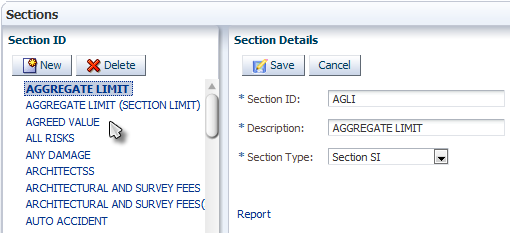 Sections
Section ID
New
Delete
AGGREGATE LIMIT
AGGREGATE LIMIT (SECTION LIMIT)
AGREED VALUE
ALL RISKS
ANY DAMAGE
ARCHITECTSS
ARCHITECTURAL AND SURVEY FEES
ARCHITECTURAL AND SURVEY FEES(
AUTO ACCIDENT
Section Details
Save
Cancel
* Section ID: AGLI
* Description: AGGREGATE LIMIT
* Section Type: Section SI
Report